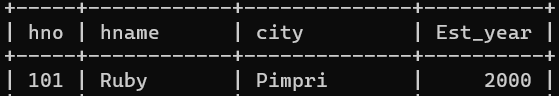 +-----+------------+--------------+----------+
| hno | hname      | city         | Est_year |
+-----+------------+--------------+----------+
| 101 | Ruby       | Pimpri       |     2000 |